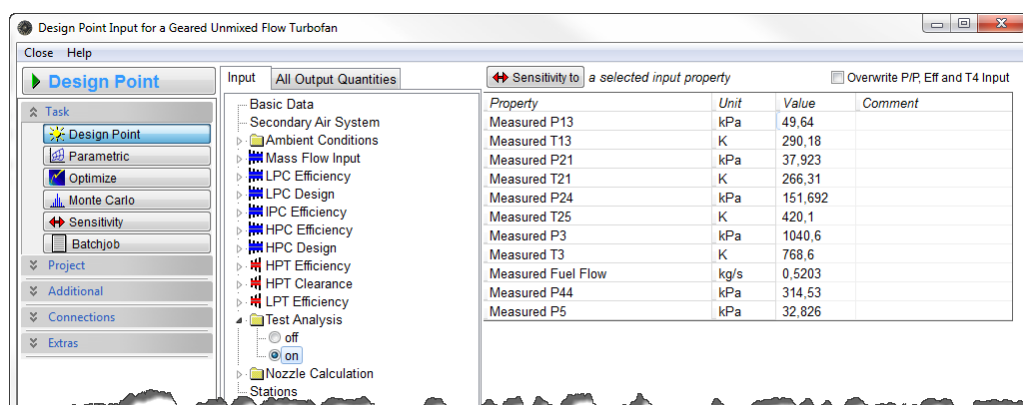 Design Point Input for a Geared Unmixed Flow Turbofan
Close Help
Design Point
Task
Design Point
Parametric
Optimize
Monte Carlo
Sensitivity
Batchjob
Project
Additional
Connections
Extras
Input All Output Quantities
Basic Data
Secondary Air System
Ambient Conditions
Mass Flow Input
LPC Efficiency
LPC Design
IPC Efficiency
HPC Efficiency
HPC Design
HPT Efficiency
HPT Clearance
LPT Efficiency
Test Analysis
off
on
Nozzle Calculation
Stations
Sensitivity to a selected input property Overwrite P/P, Eff and T4 Input
Property Unit Value Comment
Measured P13 kPa 49,64
Measured T13 K 290,18
Measured P21 kPa 37,923
Measured T21 K 266,31
Measured P24 kPa 151,692
Measured T25 K 420,1
Measured P3 kPa 1040,6
Measured T3 K 768,6
Measured Fuel Flow kg/s 0,5203
Measured P44 kPa 314,53
Measured P5 kPa 32,826